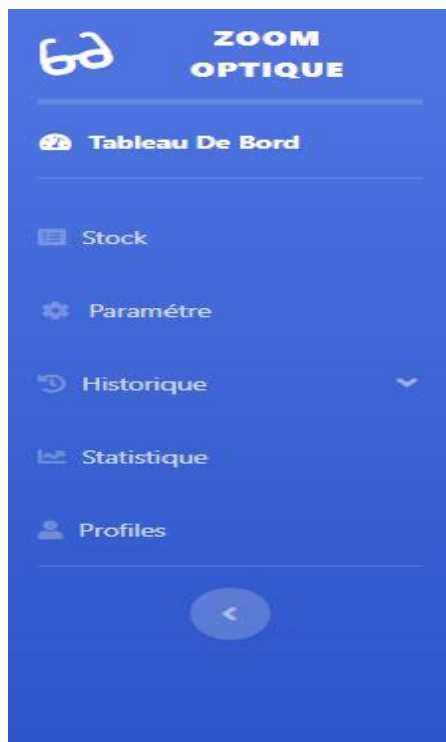 ZOOM
OPTIQUE
Tableau De Bord
Stock
Paramétre
Historique
Statistique
Profiles